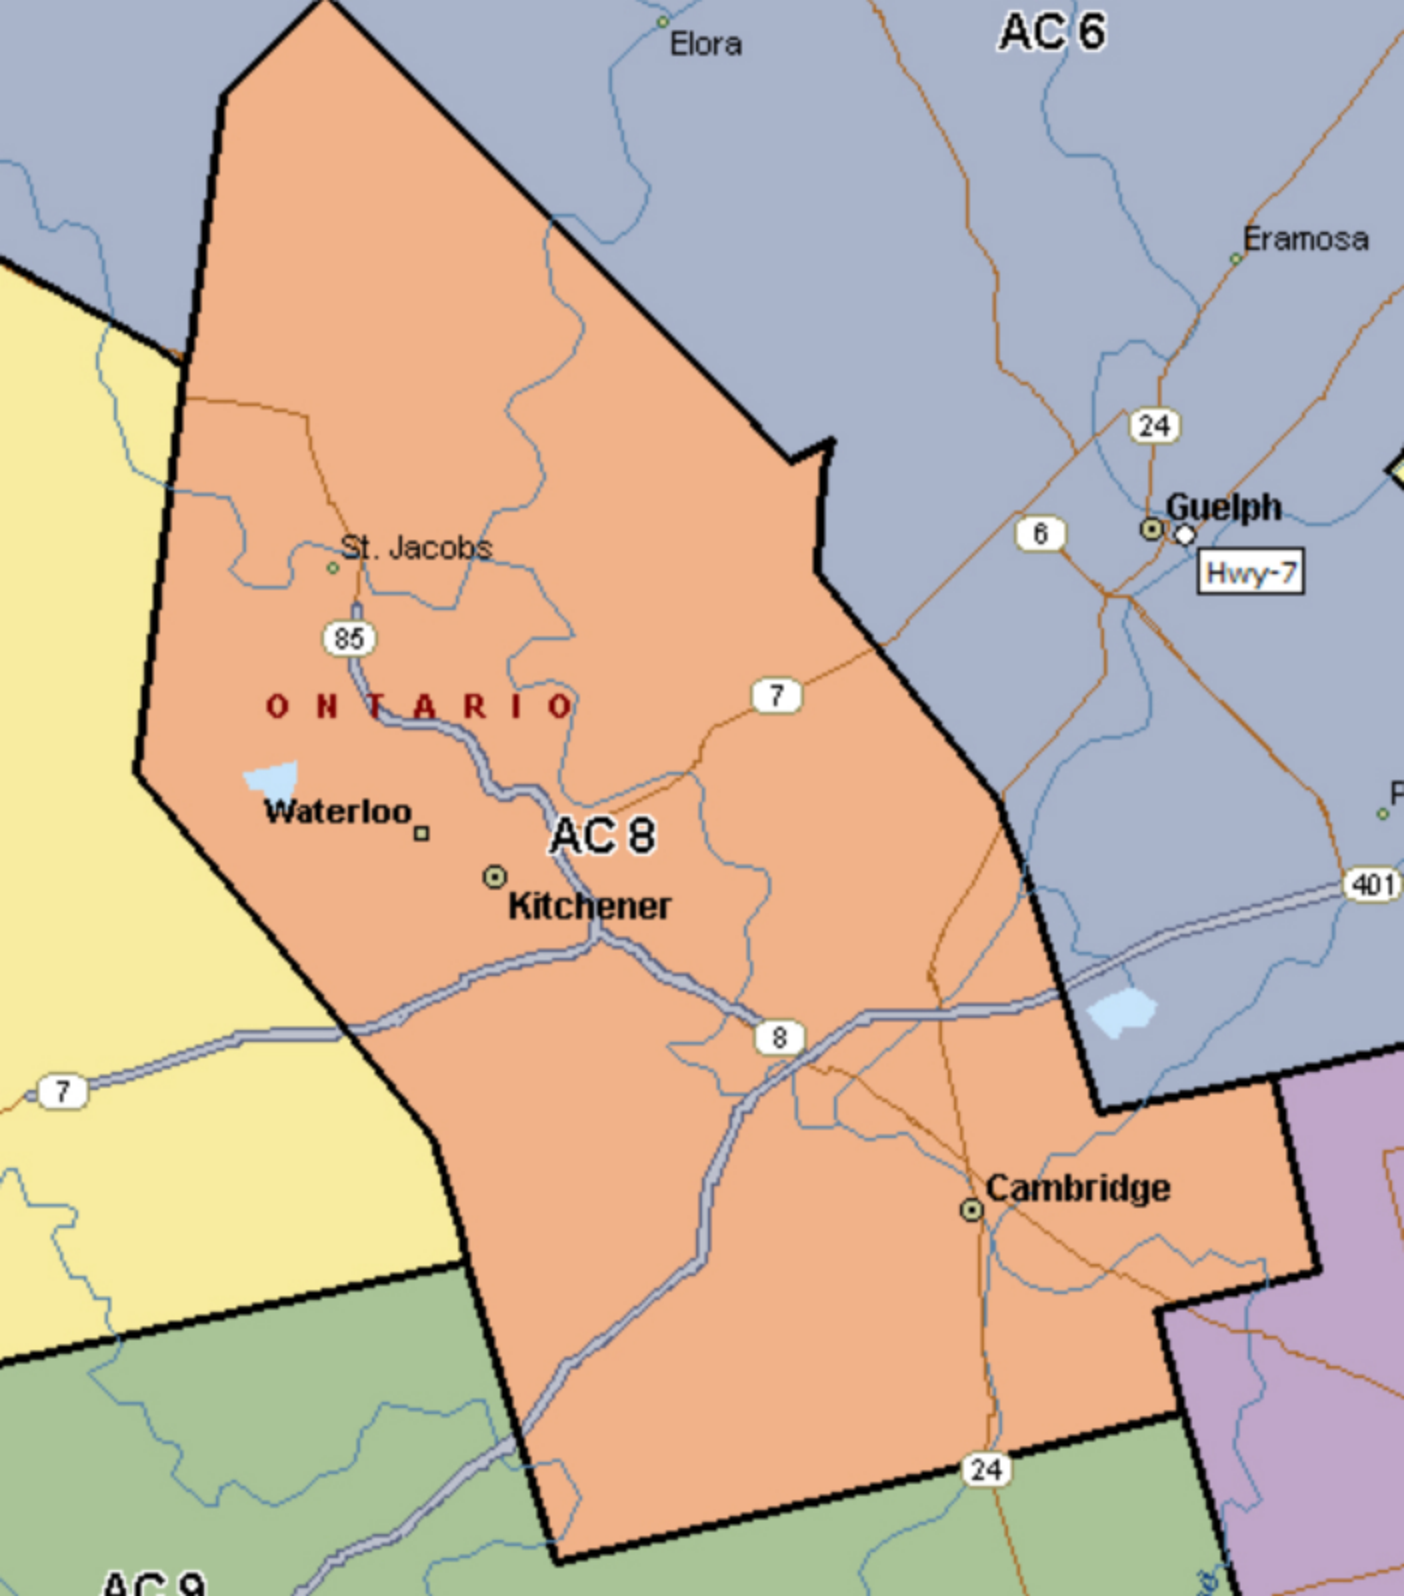 AC 6
Elora
Eramosa
24
Guelph
6
Hwy-7
St. Jacobs
85
7
ONTARIO
P
Waterloo
AC 8
401
Kitchener
8
7
Cambridge
24
AC 9